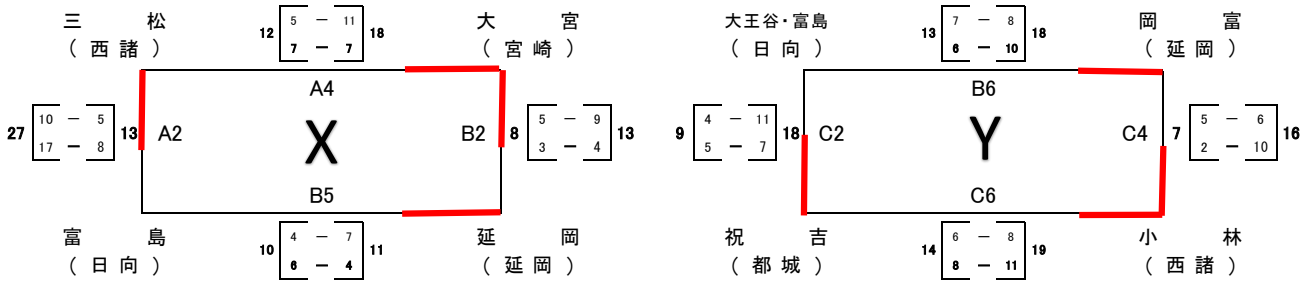 三 松 12 5 － 11 18 大 宮
7 － 7
（ 西 諸 ） （ 宮 崎 ）
A4
27 10 － 5 13 A2 X B2 8 5 － 9 13
17 － 8 3 － 4
B5
富 島 10 4 － 7 11 延 岡
6 － 4
（ 日 向 ） （ 延 岡 ）
大王谷・富島 13 7 － 8 18 岡 富
6 － 10
（ 日 向 ） （ 延 岡 ）
B6
9 4 － 11 18 C2 Y C4 7 5 － 6 16
5 － 7 2 － 10
C6
祝 吉 14 6 － 8 19 小 林
8 － 11
（ 都 城 ） （ 西 諸 ）